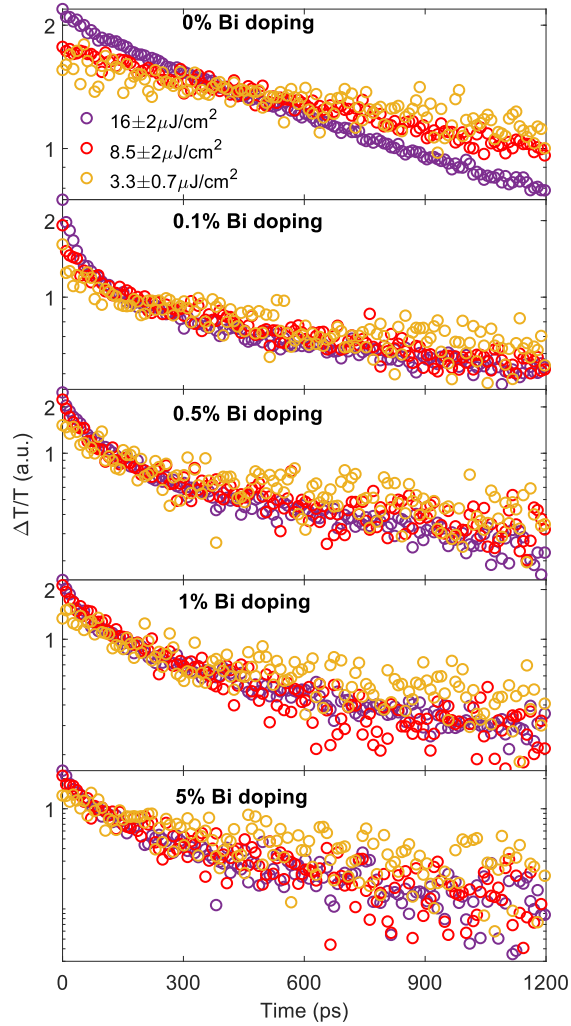 0% Bi doping
2
16±2μJ/cm²
8.5±2μJ/cm²
3.3±0.7μJ/cm²
1
0.1% Bi doping
2
1
0.5% Bi doping
2
1
ΔT/T (a.u.)
1% Bi doping
2
1
5% Bi doping
1
0 300 600 900 1200
Time (ps)